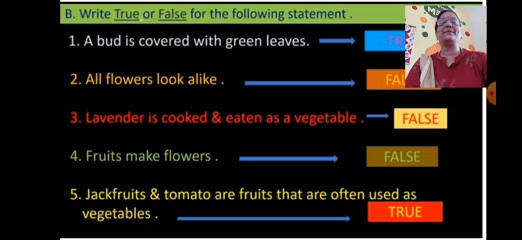 B. Write True or False for the following statement .
1. A bud is covered with green leaves.
2. All flowers look alike .
3. Lavender is cooked & eaten as a vegetable . FALSE
4. Fruits make flowers . FALSE
5. Jackfruits & tomato are fruits that are often used as
vegetables . TRUE